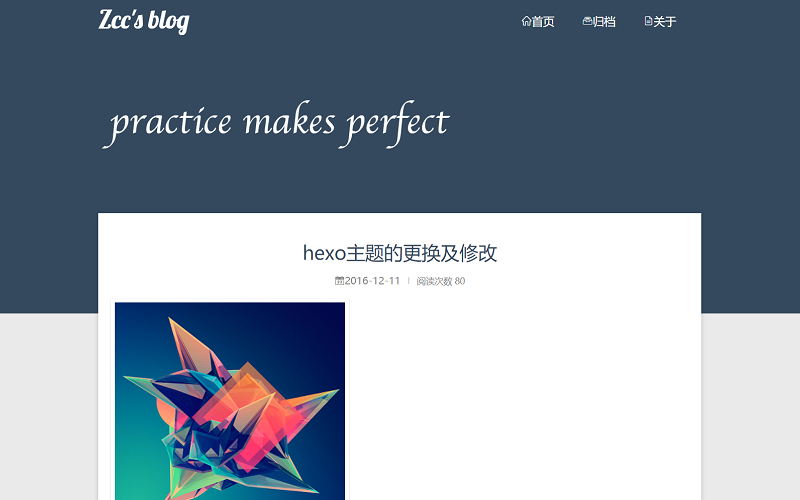 Zcc's blog
首页 归档 关于
practice makes perfect
hexo主题的更换及修改
2016-12-11 | 阅读次数 80